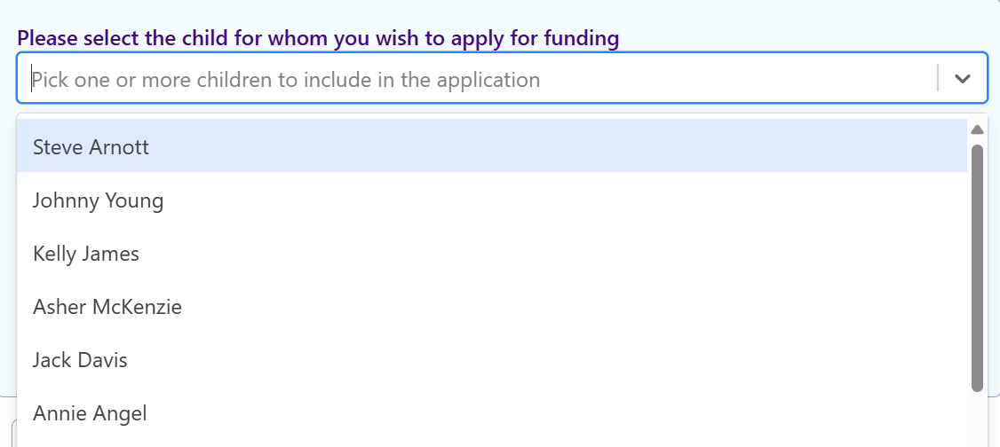 Please select the child for whom you wish to apply for funding
Pick one or more children to include in the application
Steve Arnott
Johnny Young
Kelly James
Asher McKenzie
Jack Davis
Annie Angel